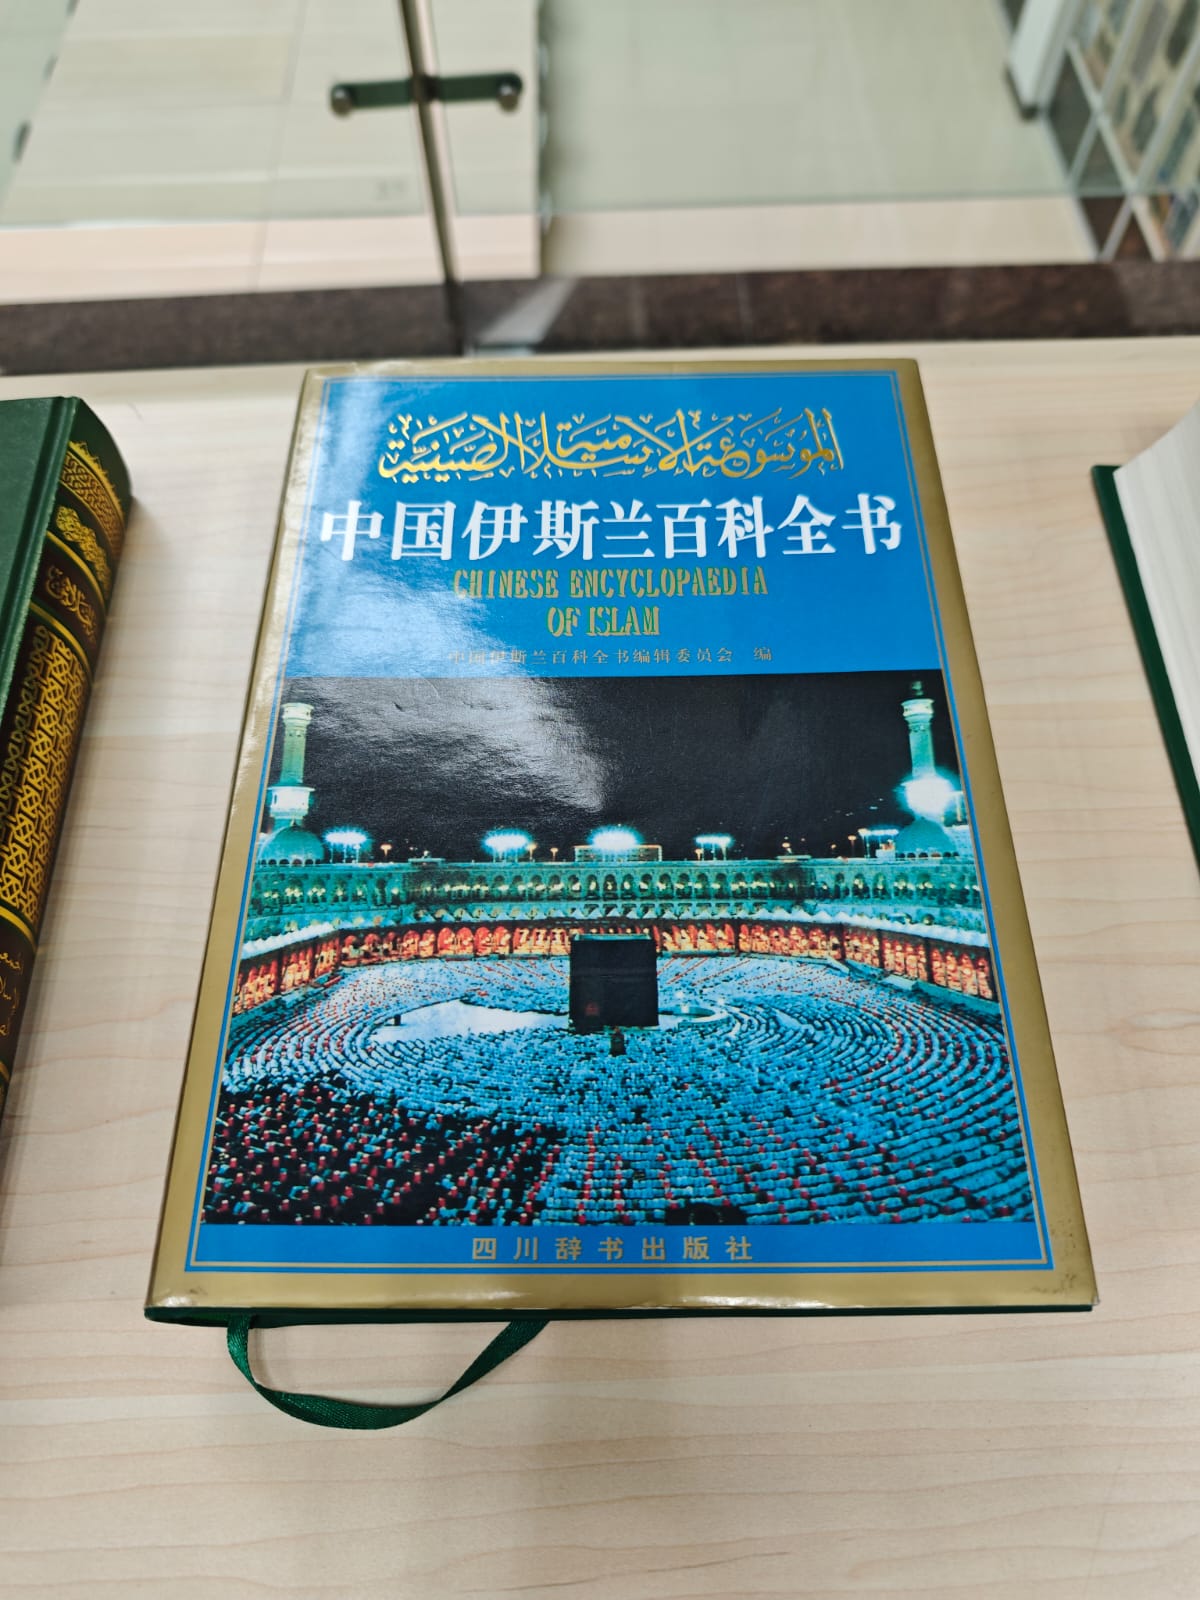 الموسوعة الإسلامية الصينية
中国伊斯兰百科全书
CHINESE ENCYCLOPAEDIA
OF ISLAM
中国伊斯兰百科全书编辑委员会 编
四川辞书出版社